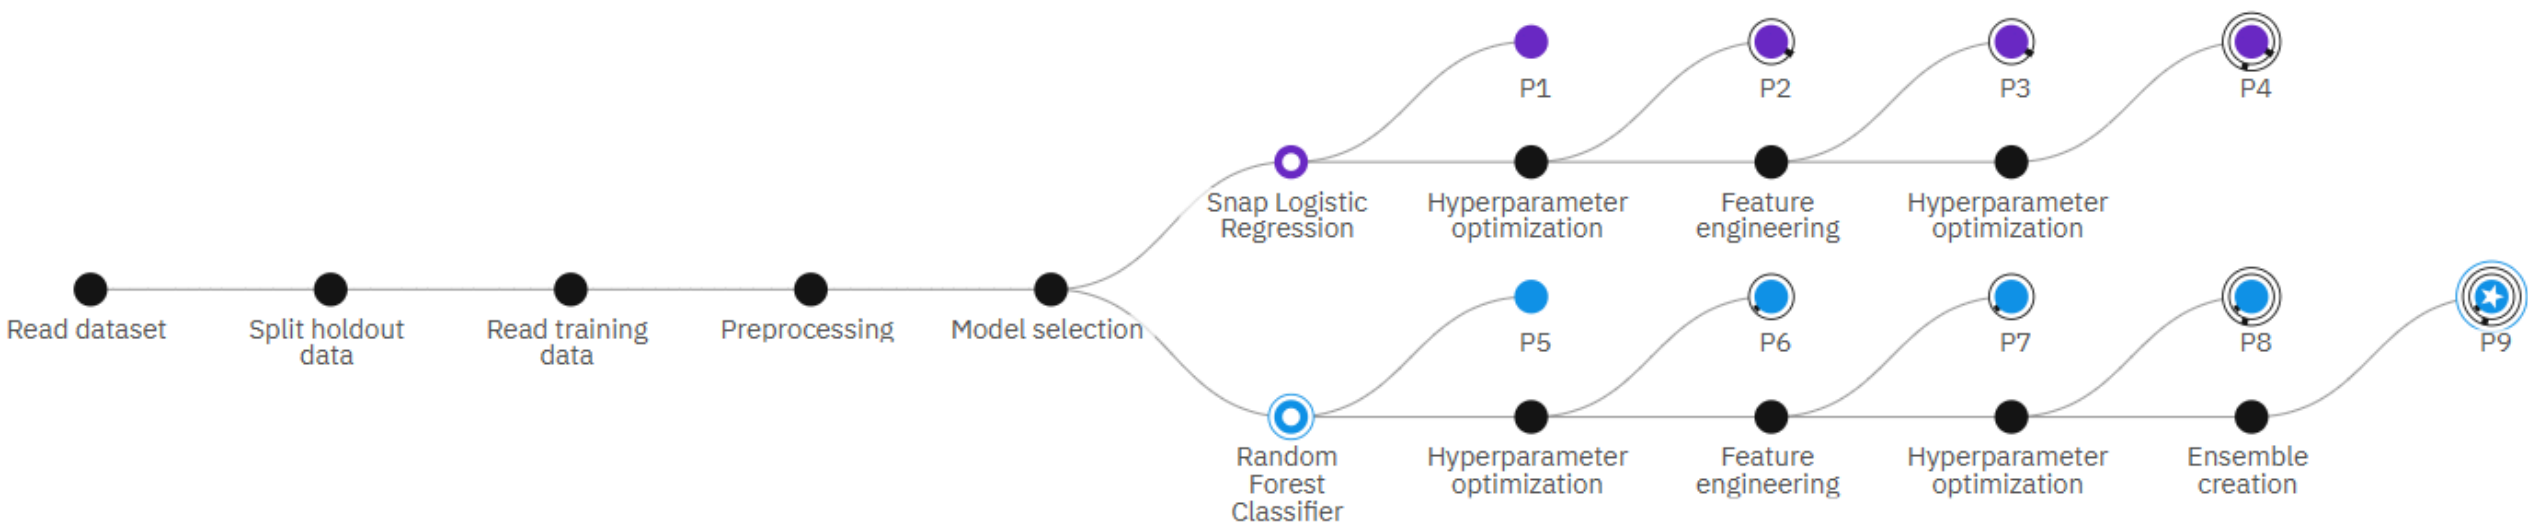 P1
P2
P3
P4
Snap Logistic
Regression
Hyperparameter
optimization
Feature
engineering
Hyperparameter
optimization
Read dataset
Split holdout
data
Read training
data
Preprocessing
Model selection
P5
P6
P7
P8
P9
Random
Forest
Classifier
Hyperparameter
optimization
Feature
engineering
Hyperparameter
optimization
Ensemble
creation